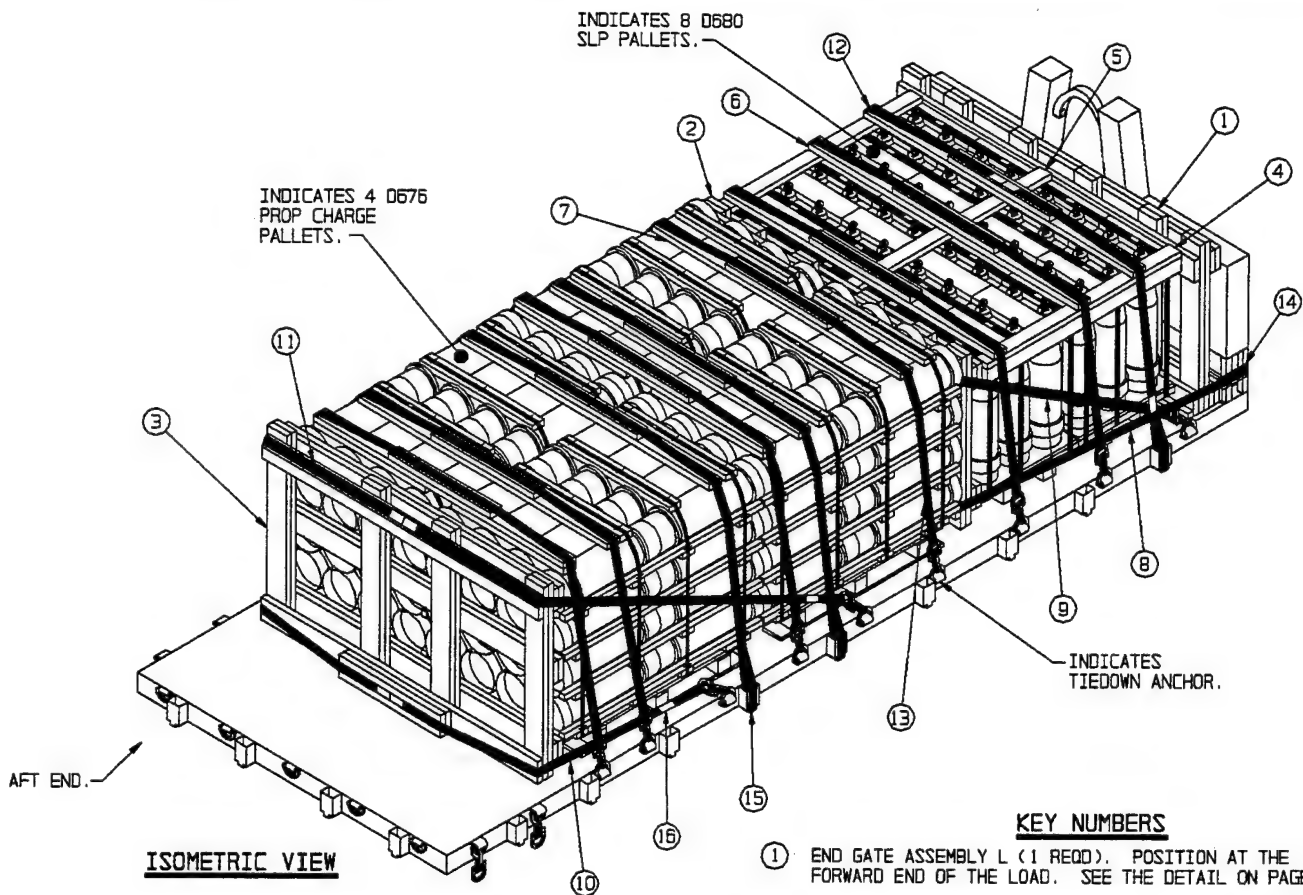 INDICATES 8 D680
SLP PALLETS.
12
5
6
1
2
4
INDICATES 4 D676
PROP CHARGE
PALLETS.
7
14
11
3
8
9
INDICATES
TIEDOWN ANCHOR.
13
AFT END.
15
16
10
ISOMETRIC VIEW
KEY NUMBERS
1 END GATE ASSEMBLY L (1 REQD). POSITION AT THE
FORWARD END OF THE LOAD. SEE THE DETAIL ON PAGE